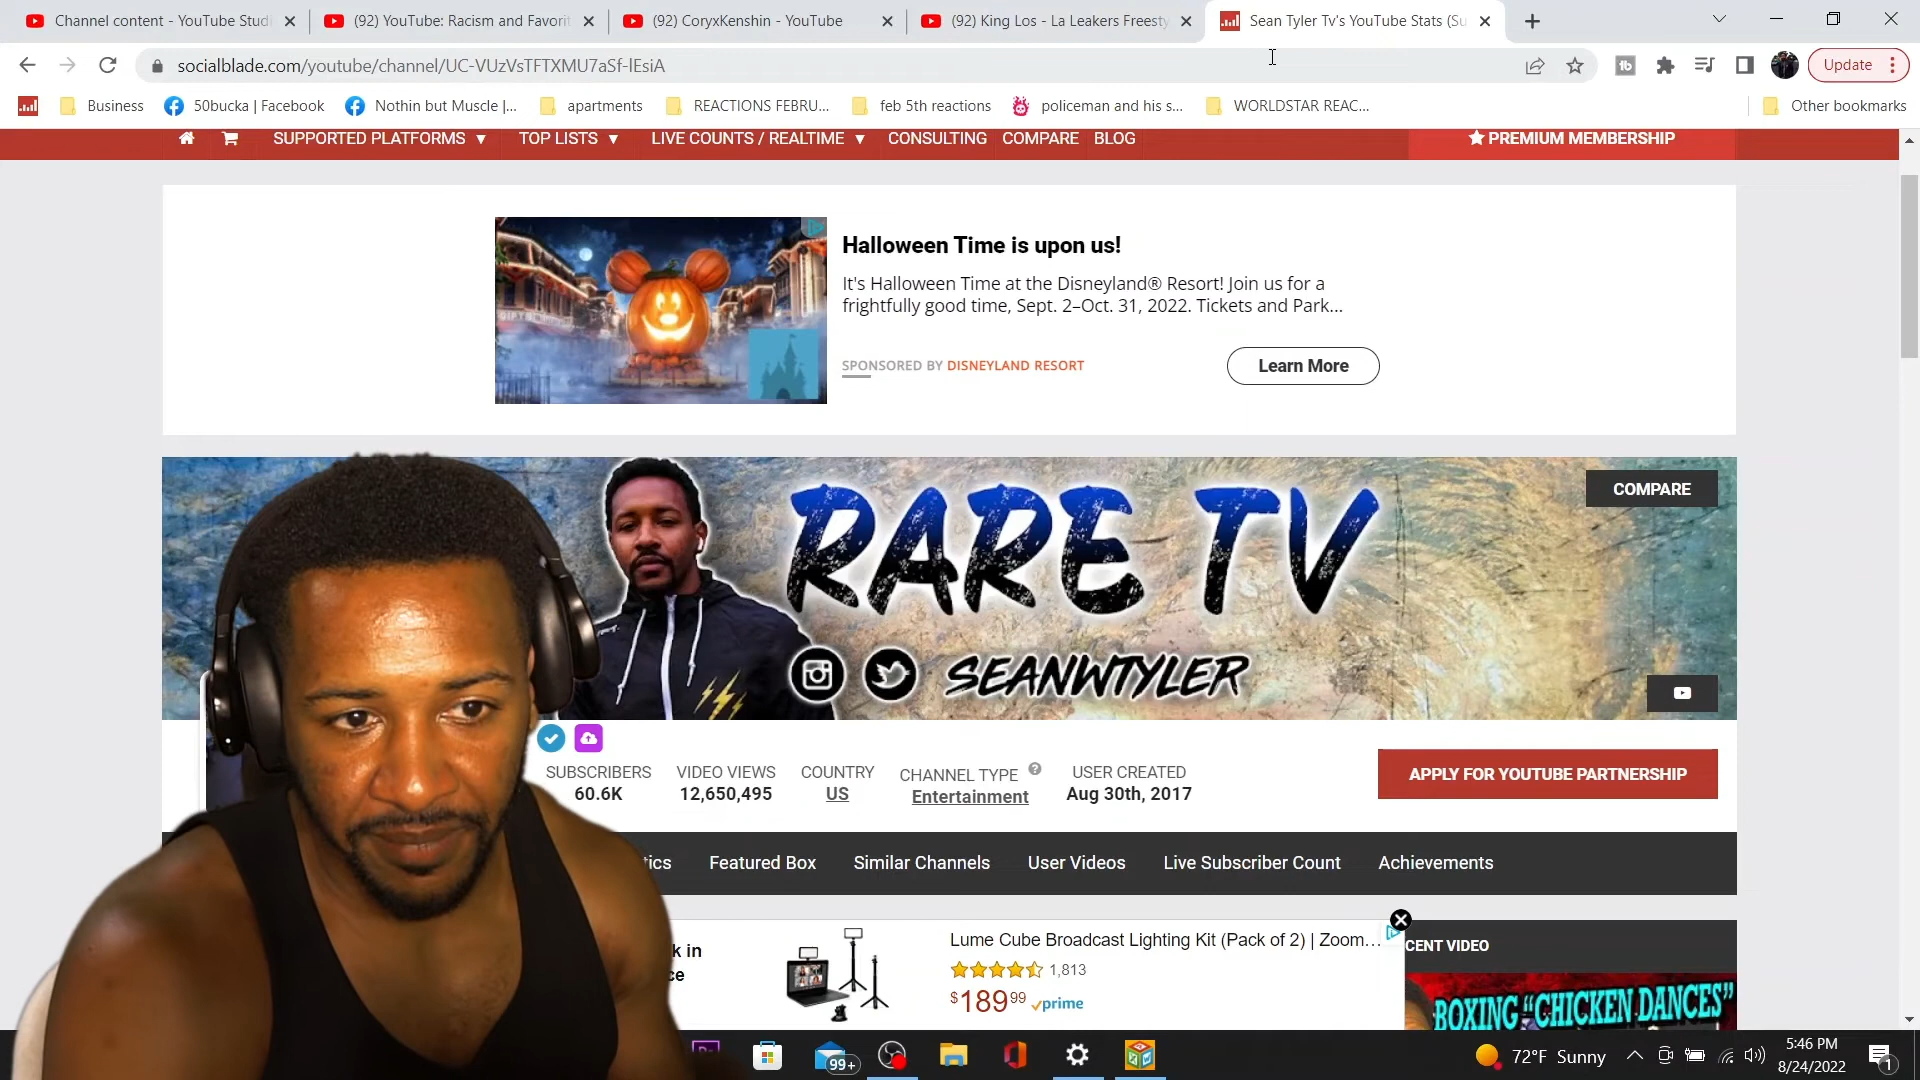 Channel content - YouTube Studi
(92) YouTube: Racism and Favorit
(92) CoryxKenshin - YouTube
(92) King Los - La Leakers Freesty
Sean Tyler Tv's YouTube Stats (Su
socialblade.com/youtube/channel/UC-VUzVsTFTXMU7aSf-lEsiA
Update
Business
50bucka | Facebook
Nothin but Muscle |...
apartments
REACTIONS FEBRU...
feb 5th reactions
policeman and his s...
WORLDSTAR REAC...
Other bookmarks
SUPPORTED PLATFORMS
TOP LISTS
LIVE COUNTS / REALTIME
CONSULTING
COMPARE
BLOG
PREMIUM MEMBERSHIP
Halloween Time is upon us!
It's Halloween Time at the Disneyland® Resort! Join us for a
frightfully good time, Sept. 2–Oct. 31, 2022. Tickets and Park...
SPONSORED BY DISNEYLAND RESORT
Learn More
COMPARE
RARE TV
SEANWTYLER
SUBSCRIBERS
60.6K
VIDEO VIEWS
12,650,495
COUNTRY
US
CHANNEL TYPE
Entertainment
USER CREATED
Aug 30th, 2017
APPLY FOR YOUTUBE PARTNERSHIP
tics
Featured Box
Similar Channels
User Videos
Live Subscriber Count
Achievements
k in
ce
Lume Cube Broadcast Lighting Kit (Pack of 2) | Zoom...
1,813
$189 99 prime
CENT VIDEO
BOXING "CHICKEN DANCES"
99+
72°F Sunny
5:46 PM
8/24/2022
1